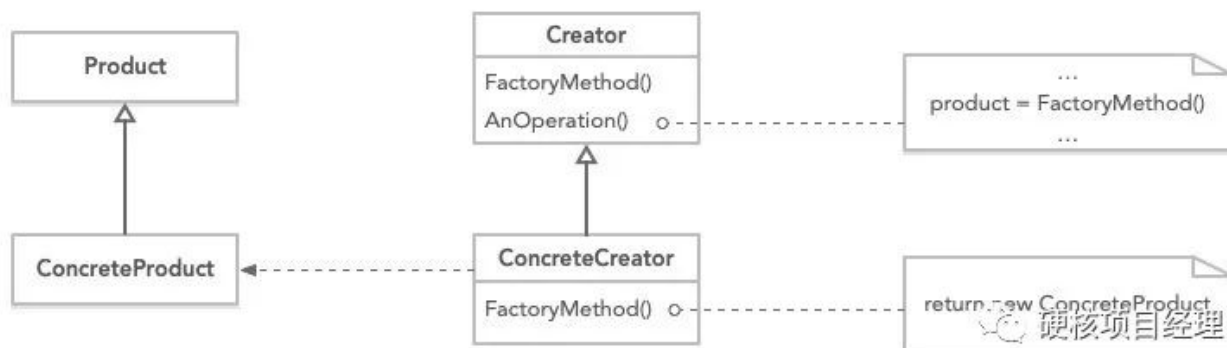 Product
Creator
FactoryMethod()
AnOperation()
...
product = FactoryMethod()
...
ConcreteProduct
ConcreteCreator
FactoryMethod()
return new ConcreteProduct
硬核项目经理